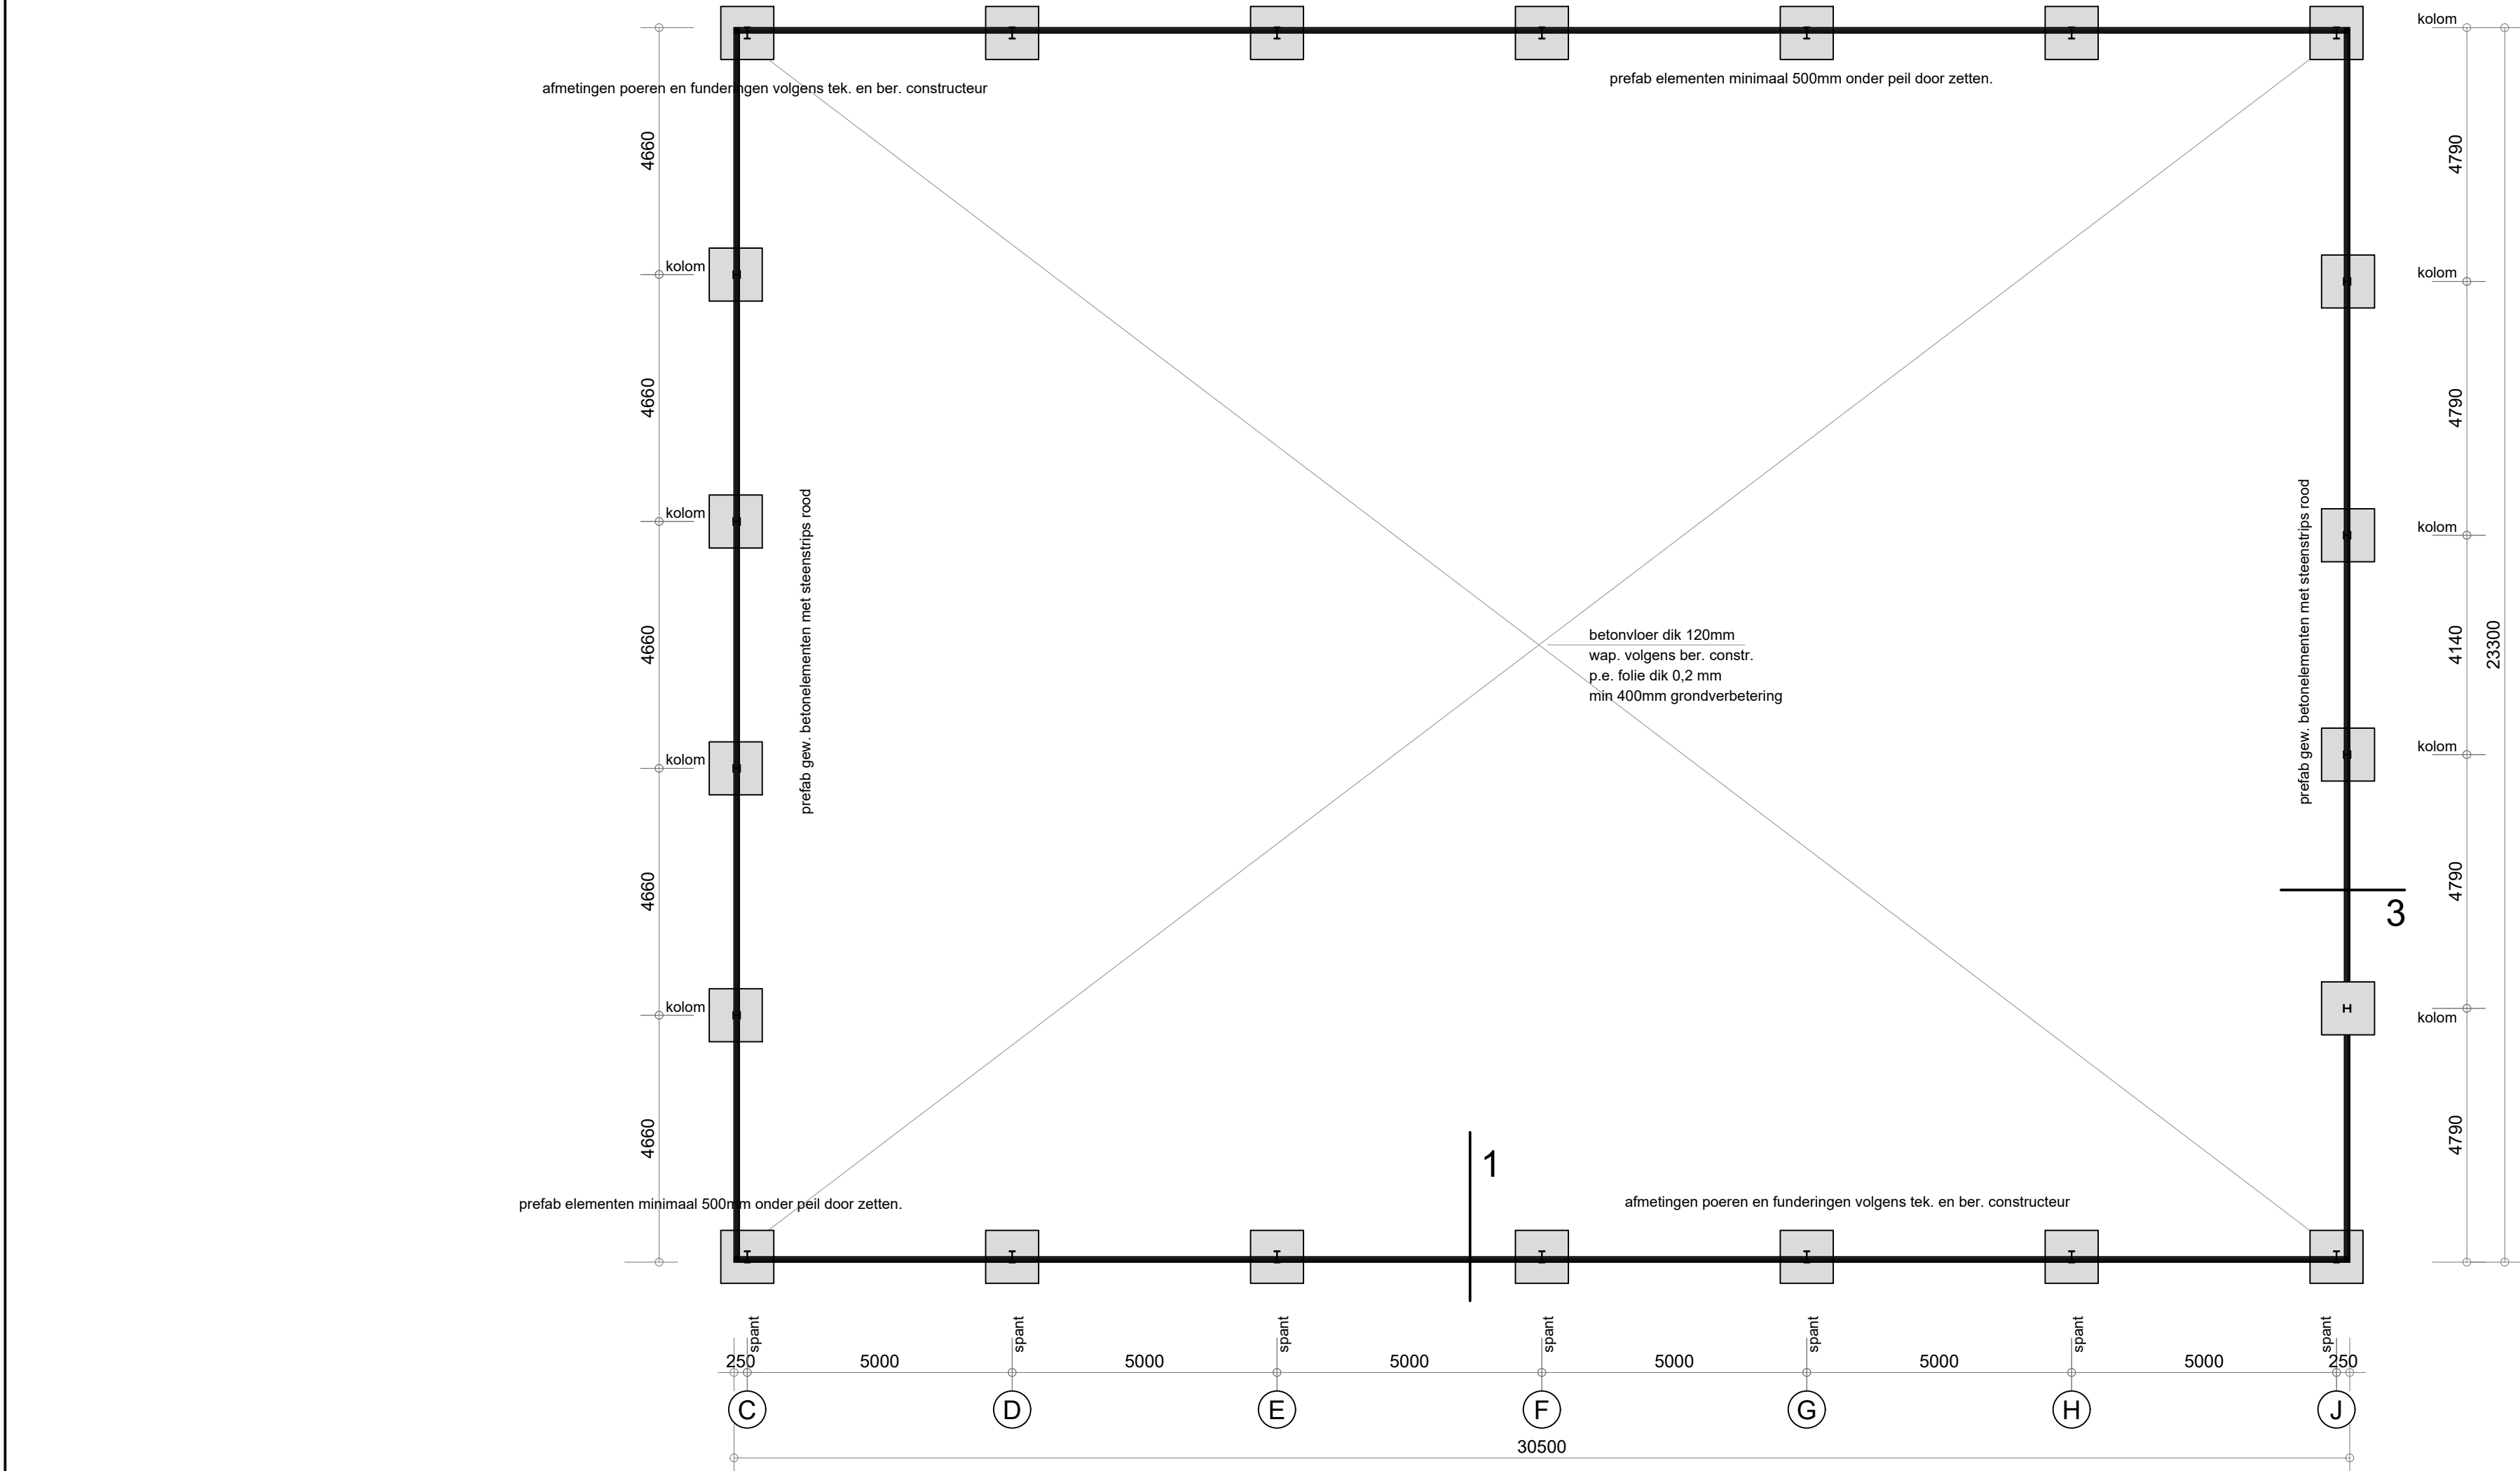 kolom
afmetingen poeren en funderingen volgens tek. en ber. constructeur
prefab elementen minimaal 500mm onder peil door zetten.
4660
4790
kolom
kolom
4660
4790
kolom
kolom
prefab gew. betonelementen met steenstrips rood
prefab gew. betonelementen met steenstrips rood
betonvloer dik 120mm
wap. volgens ber. constr.
p.e. folie dik 0,2 mm
min 400mm grondverbetering
4660
4140
23300
kolom
kolom
4660
4790
3
kolom
kolom
4660
4790
1
prefab elementen minimaal 500mm onder peil door zetten.
afmetingen poeren en funderingen volgens tek. en ber. constructeur
spant
spant
spant
spant
spant
spant
spant
250
5000
5000
5000
5000
5000
5000
250
C
D
E
F
G
H
J
30500